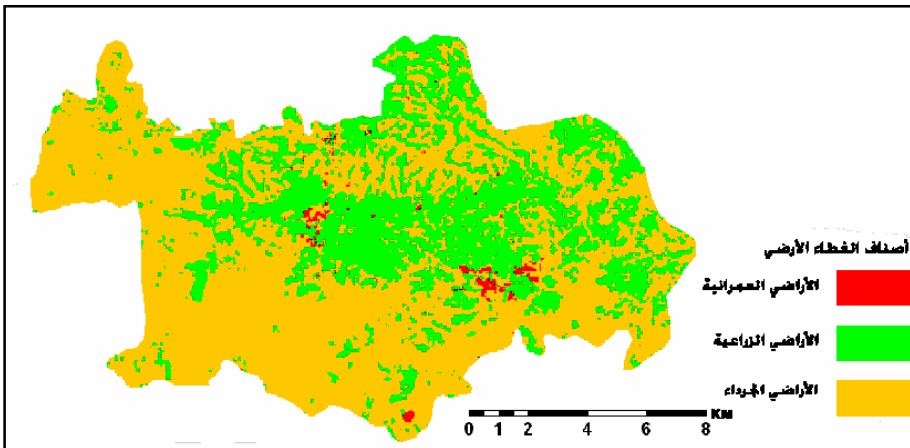 أصناف الغطاء الأرضي
الأراضي العمرانية
الأراضي الزراعية
الأراضي الجرداء
0 1 2 4 6 8 KM